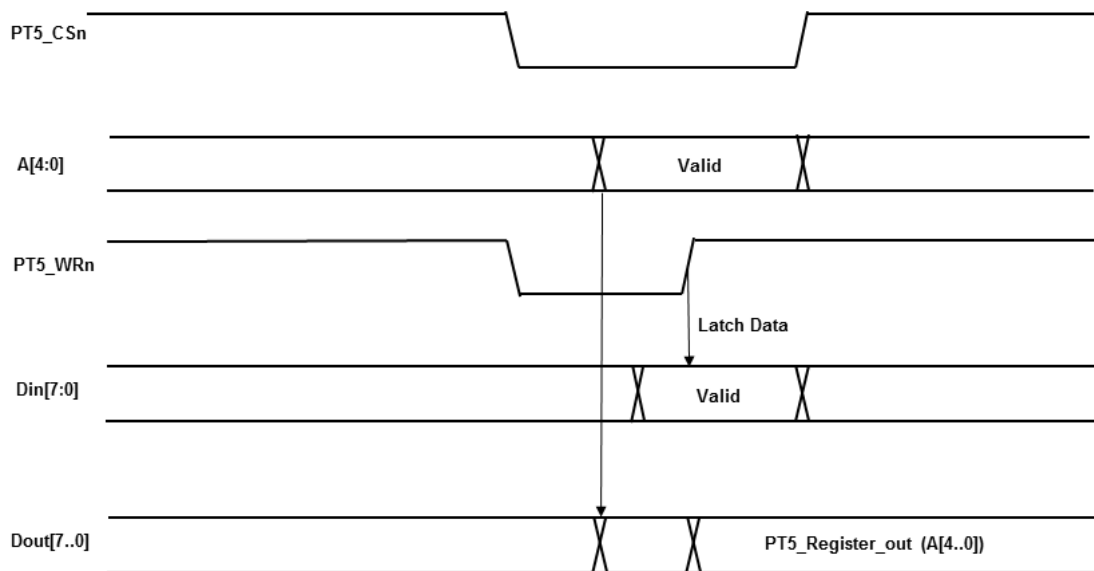 PT5_CSn
A[4:0]
Valid
PT5_WRn
Latch Data
Din[7:0]
Valid
Dout[7..0]
PT5_Register_out (A[4..0])